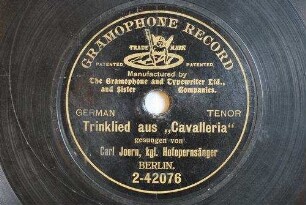 GRAMOPHONE RECORD
TRADE MARK
PATENTED. PATENTED.
Manufactured by
The Gramophone and Typewriter Ltd.,
and Sister Companies.
GERMAN TENOR
Trinklied aus „Cavalleria“
gesungen von
Carl Joern, kgl. Hofopernsänger
BERLIN.
2-42076